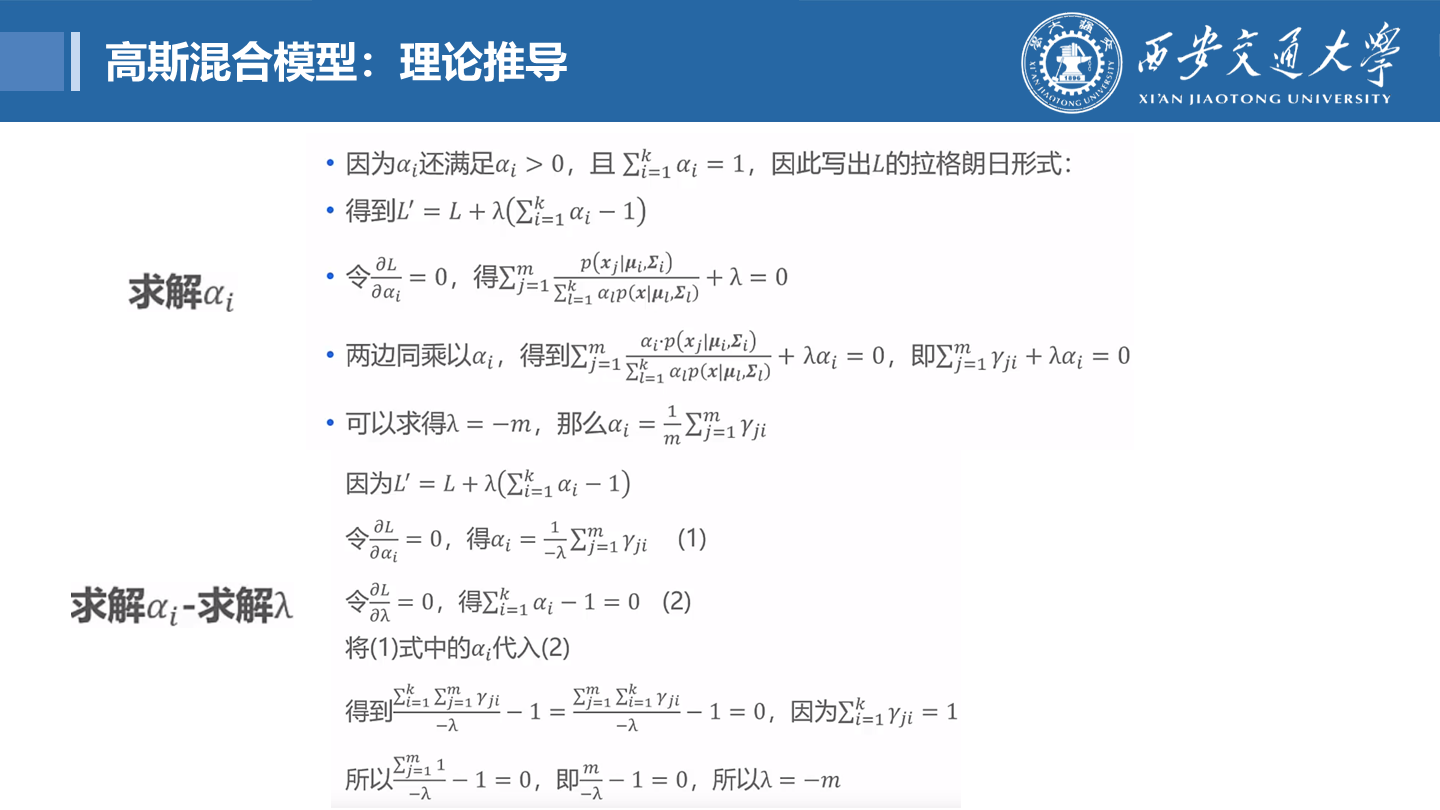 高斯混合模型：理论推导
西安交通大学
XI'AN JIAOTONG UNIVERSITY
1896
• 因为αᵢ还满足αᵢ > 0，且 ∑ᵢ₌₁ᵏ αᵢ = 1，因此写出L的拉格朗日形式：
• 得到L′ = L + λ(∑ᵢ₌₁ᵏ αᵢ − 1)
求解αᵢ
• 令∂L/∂αᵢ = 0，得∑ⱼ₌₁ᵐ p(xⱼ|μᵢ,Σᵢ)/∑ₗ₌₁ᵏ αₗp(x|μₗ,Σₗ) + λ = 0
• 两边同乘以αᵢ，得到∑ⱼ₌₁ᵐ αᵢ·p(xⱼ|μᵢ,Σᵢ)/∑ₗ₌₁ᵏ αₗp(x|μₗ,Σₗ) + λαᵢ = 0，即∑ⱼ₌₁ᵐ γⱼᵢ + λαᵢ = 0
• 可以求得λ = −m，那么αᵢ = 1/m ∑ⱼ₌₁ᵐ γⱼᵢ
因为L′ = L + λ(∑ᵢ₌₁ᵏ αᵢ − 1)
令∂L/∂αᵢ = 0，得αᵢ = 1/−λ ∑ⱼ₌₁ᵐ γⱼᵢ (1)
求解αᵢ-求解λ
令∂L/∂λ = 0，得∑ᵢ₌₁ᵏ αᵢ − 1 = 0 (2)
将(1)式中的αᵢ代入(2)
得到∑ᵢ₌₁ᵏ ∑ⱼ₌₁ᵐ γⱼᵢ/−λ − 1 = ∑ⱼ₌₁ᵐ ∑ᵢ₌₁ᵏ γⱼᵢ/−λ − 1 = 0，因为∑ᵢ₌₁ᵏ γⱼᵢ = 1
所以∑ⱼ₌₁ᵐ 1/−λ − 1 = 0，即m/−λ − 1 = 0，所以λ = −m